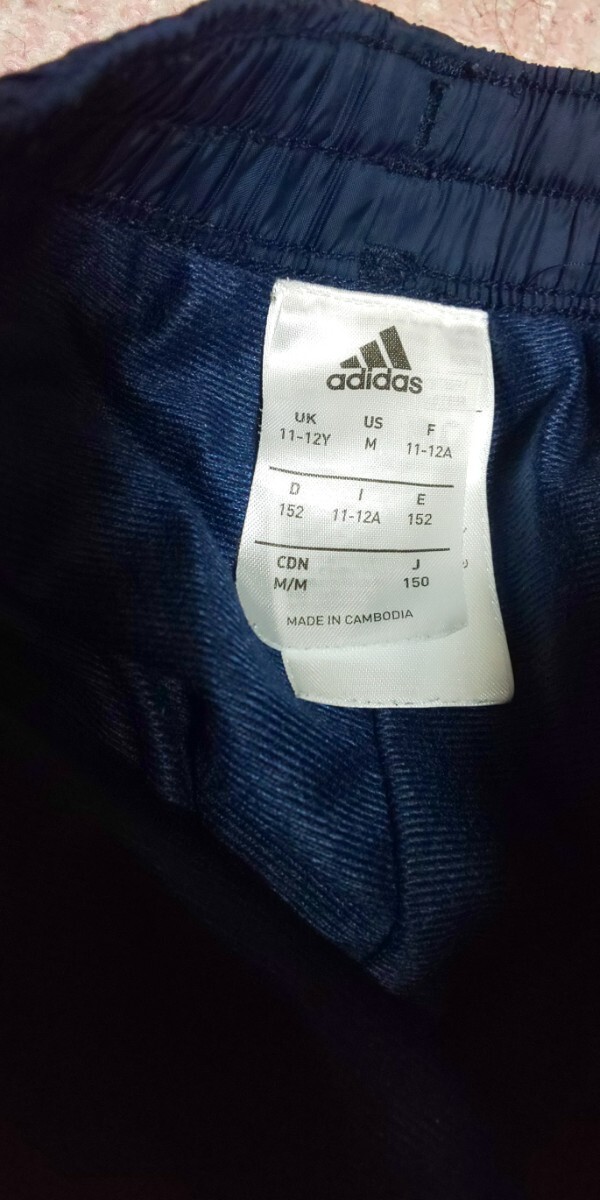 adidas
UK US F
11-12Y M 11-12A
D I E
152 11-12A 152
CDN J
M/M 150
MADE IN CAMBODIA